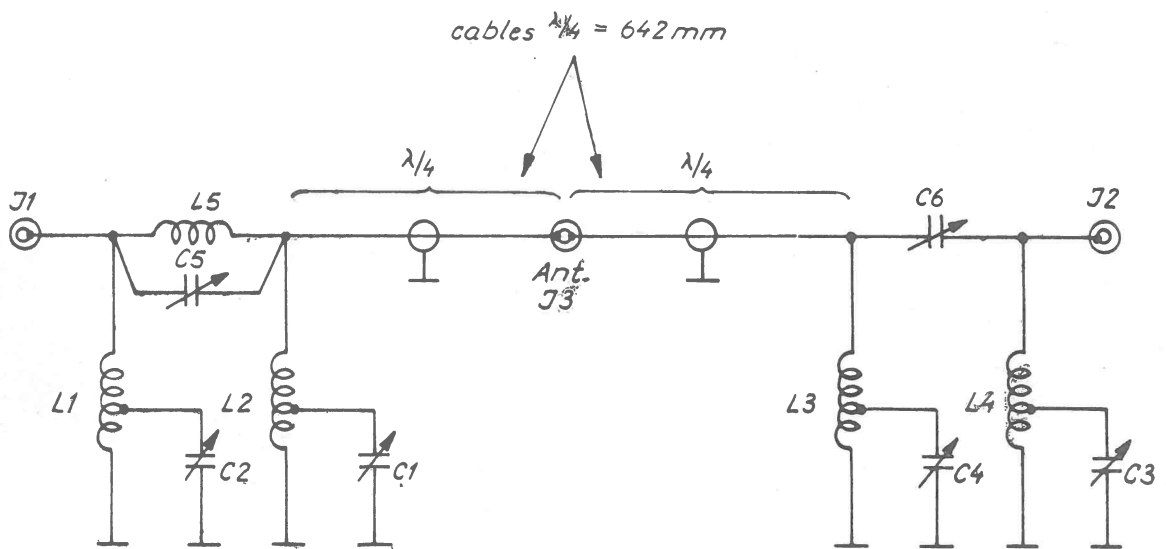 cables λ/4 = 642mm
λ/4
λ/4
J1
L5
C6
J2
C5
Ant.
J3
L1
L2
L3
L4
C2
C1
C4
C3